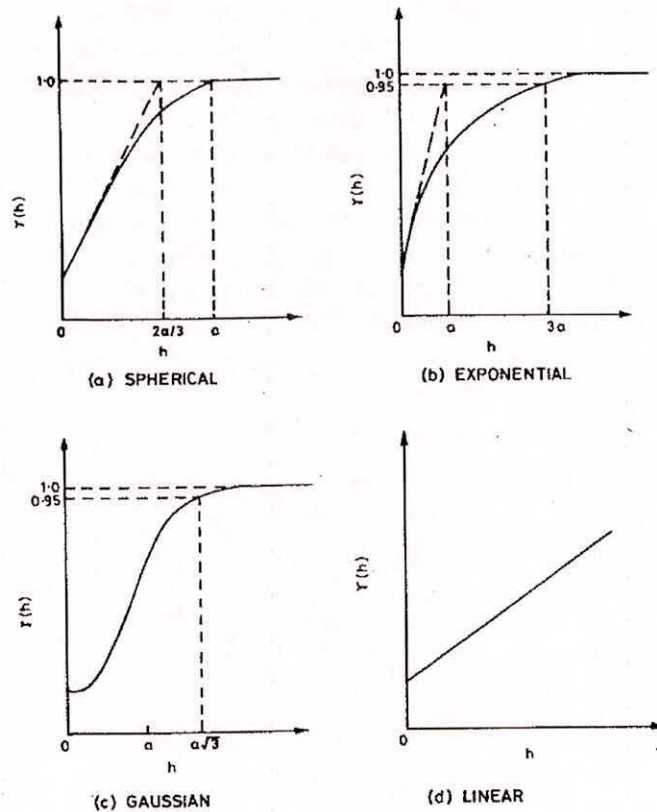 1·0
γ(h)
0
2a/3
a
h
(a) SPHERICAL
1·0
0·95
γ(h)
0
a
3a
h
(b) EXPONENTIAL
1·0
0·95
γ(h)
0
a
a√3
h
(c) GAUSSIAN
γ(h)
0
h
(d) LINEAR